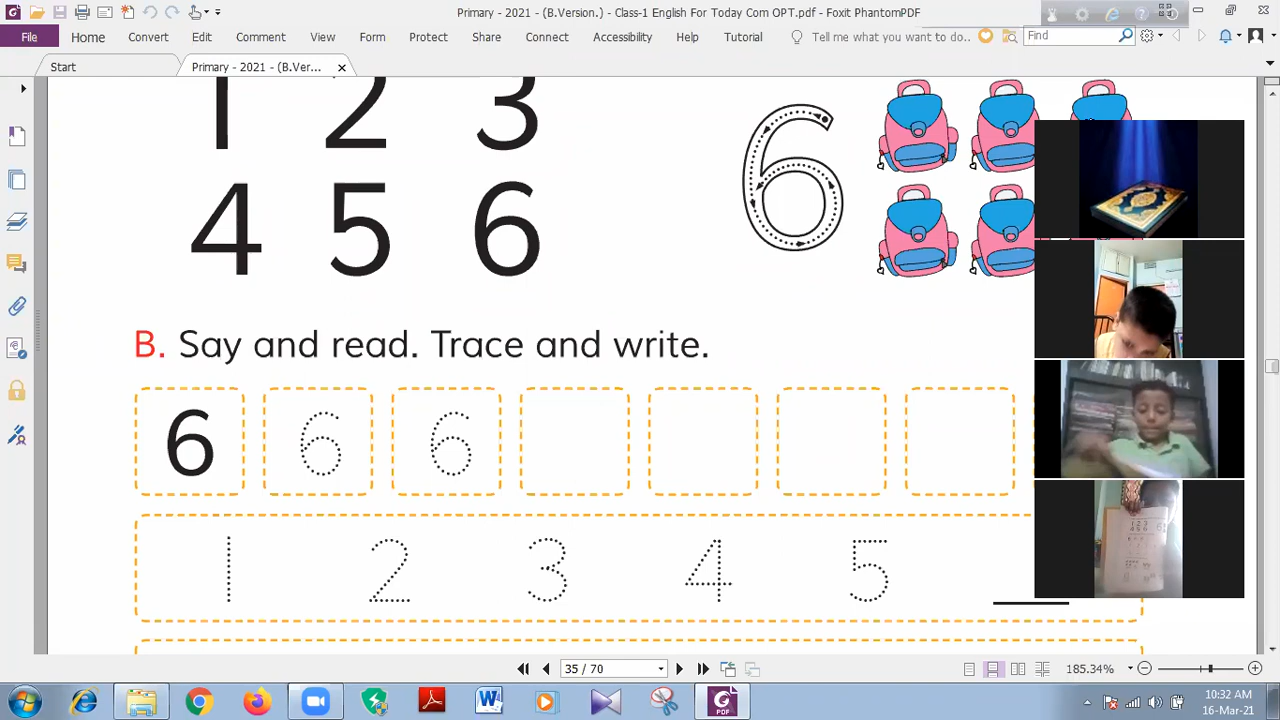 Primary - 2021 - (B.Version.) - Class-1 English For Today Com OPT.pdf - Foxit PhantomPDF
File Home Convert Edit Comment View Form Protect Share Connect Accessibility Help Tutorial Tell me what you want to do.. Find
Start Primary - 2021 - (B.Ver...
1 2 3
4 5 6
6
B. Say and read. Trace and write.
6 6 6
1 2 3 4 5
35 / 70 185.34%
10:32 AM
16-Mar-21